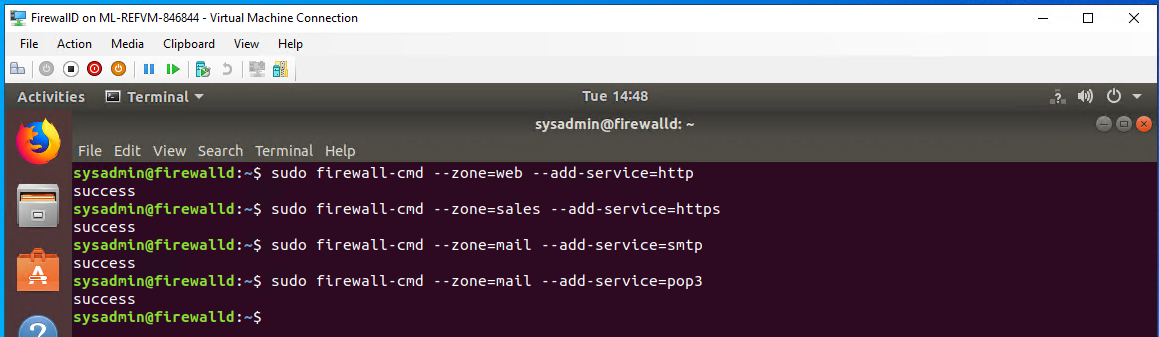 FirewallD on ML-REFVM-846844 - Virtual Machine Connection
File Action Media Clipboard View Help
Activities Terminal Tue 14:48
sysadmin@firewalld: ~
File Edit View Search Terminal Help
sysadmin@firewalld:~$ sudo firewall-cmd --zone=web --add-service=http
success
sysadmin@firewalld:~$ sudo firewall-cmd --zone=sales --add-service=https
success
sysadmin@firewalld:~$ sudo firewall-cmd --zone=mail --add-service=smtp
success
sysadmin@firewalld:~$ sudo firewall-cmd --zone=mail --add-service=pop3
success
sysadmin@firewalld:~$